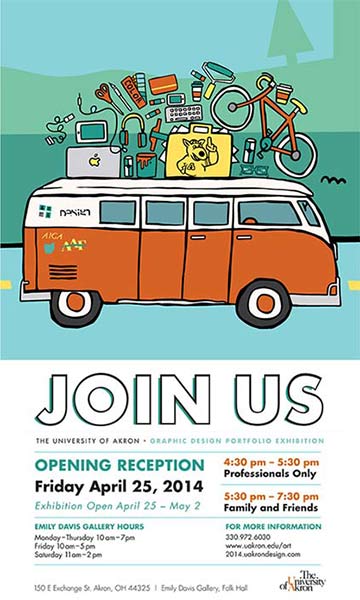 COLOR
AIGA
AAF
JOIN US
THE UNIVERSITY OF AKRON • GRAPHIC DESIGN PORTFOLIO EXHIBITION
OPENING RECEPTION
Friday April 25, 2014
Exhibition Open April 25 – May 2
4:30 pm – 5:30 pm
Professionals Only
5:30 pm – 7:30 pm
Family and Friends
EMILY DAVIS GALLERY HOURS
Monday–Thursday 10am–7pm
Friday 10am–5pm
Saturday 11am–2pm
FOR MORE INFORMATION
330.972.6030
www.uakron.edu/art
2014.uakrondesign.com
150 E Exchange St. Akron, OH 44325 | Emily Davis Gallery, Folk Hall
The University of Akron